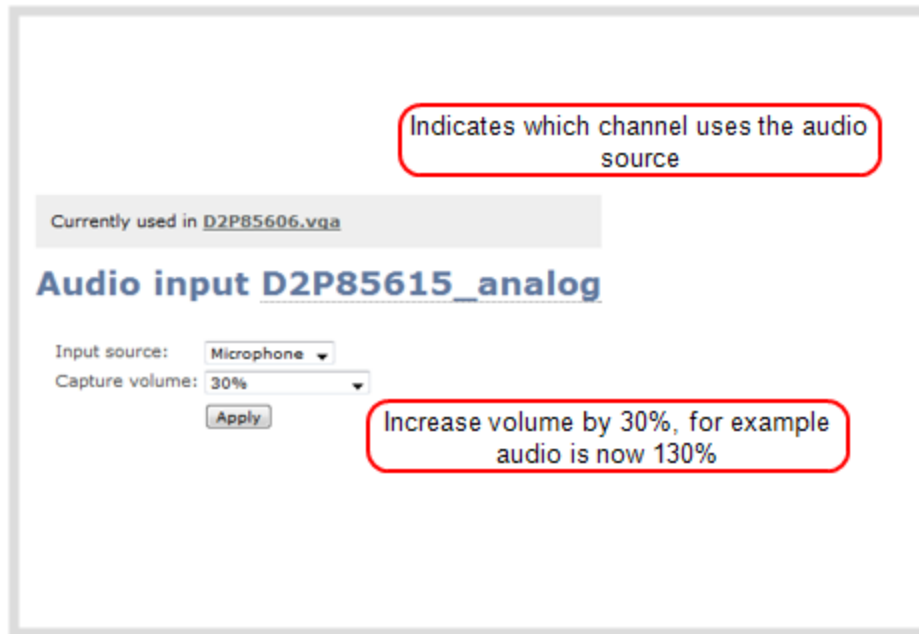 Indicates which channel uses the audio
source
Currently used in D2P85606.vga
Audio input D2P85615_analog
Input source: Microphone
Capture volume: 30%
Apply
Increase volume by 30%, for example
audio is now 130%